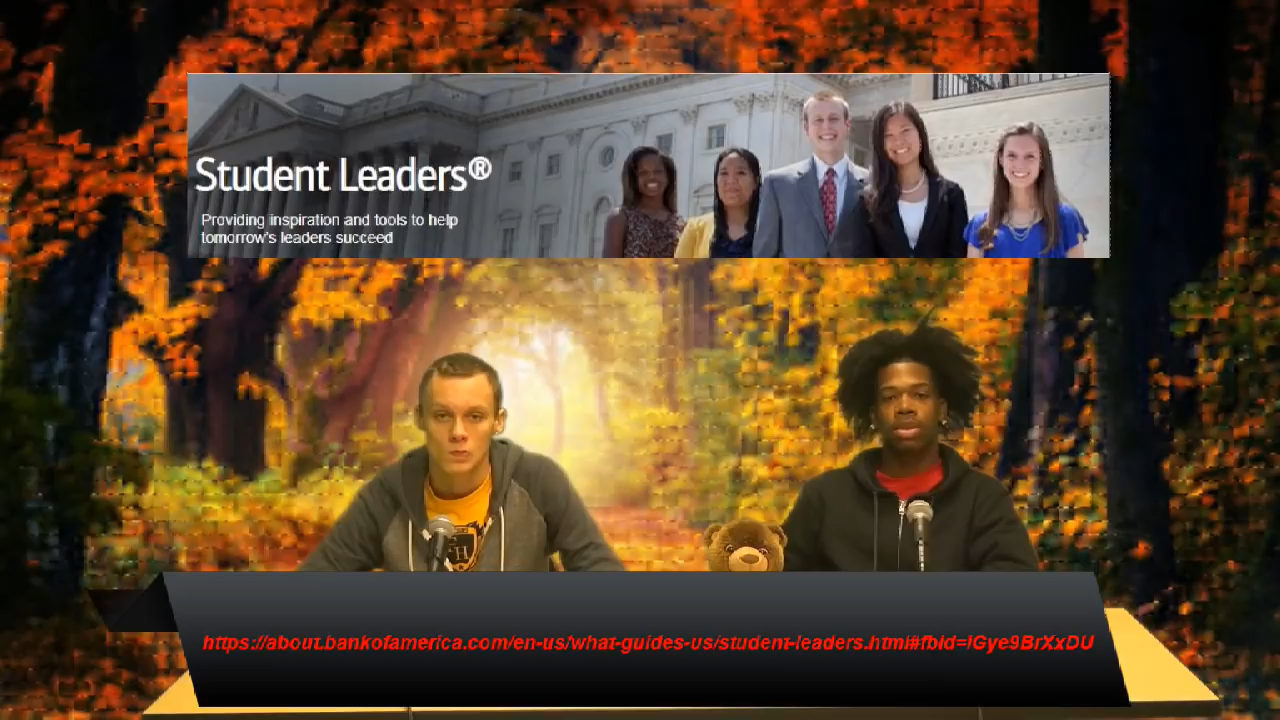 Student Leaders®
Providing inspiration and tools to help
tomorrow's leaders succeed
H
https://about.bankofamerica.com/en-us/what-guides-us/student-leaders.html#fbid=IGye9BrXxDU